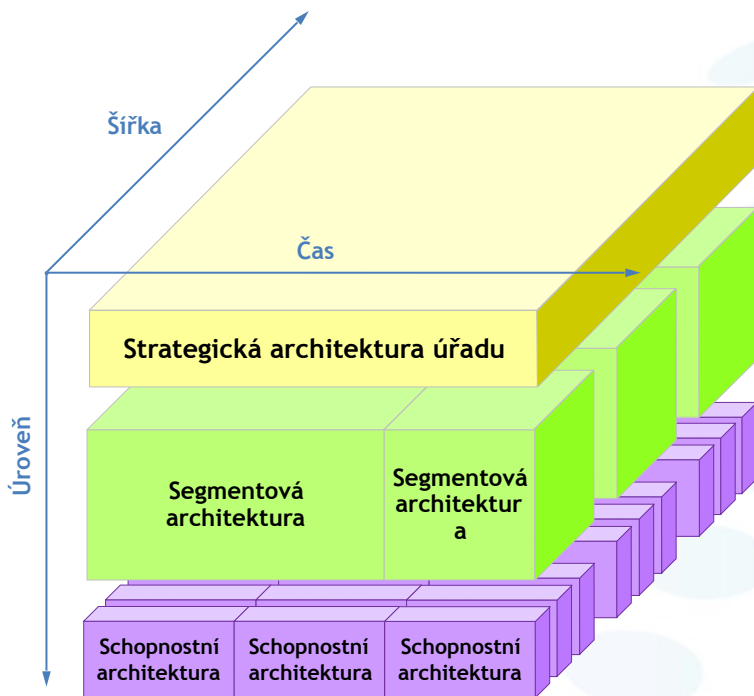 Šířka
Čas
Úroveň
Strategická architektura úřadu
Segmentová
architektura
Segmentová
architektur
a
Schopnostní
architektura
Schopnostní
architektura
Schopnostní
architektura